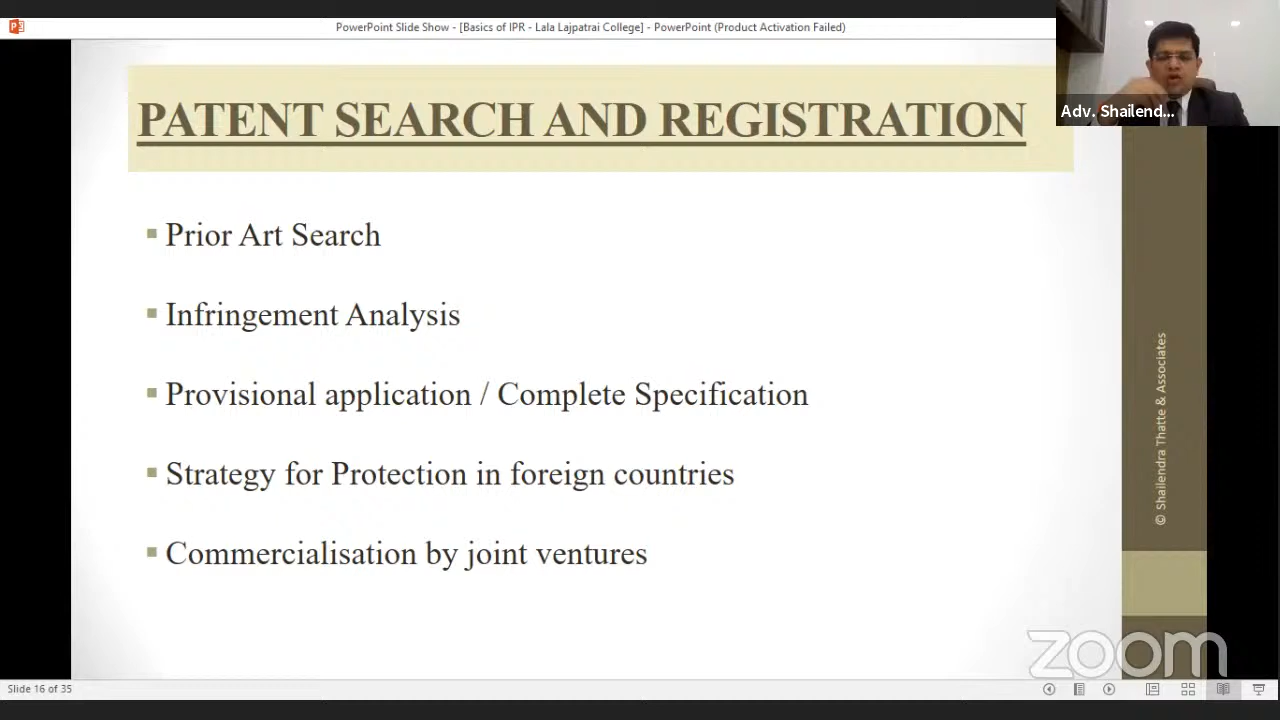 PowerPoint Slide Show - [Basics of IPR - Lala Lajpatrai College] - PowerPoint (Product Activation Failed)
Adv. Shailend...
PATENT SEARCH AND REGISTRATION
Prior Art Search
Infringement Analysis
Provisional application / Complete Specification
Strategy for Protection in foreign countries
Commercialisation by joint ventures
© Shailendra Thatte & Associates
zoom
Slide 16 of 35